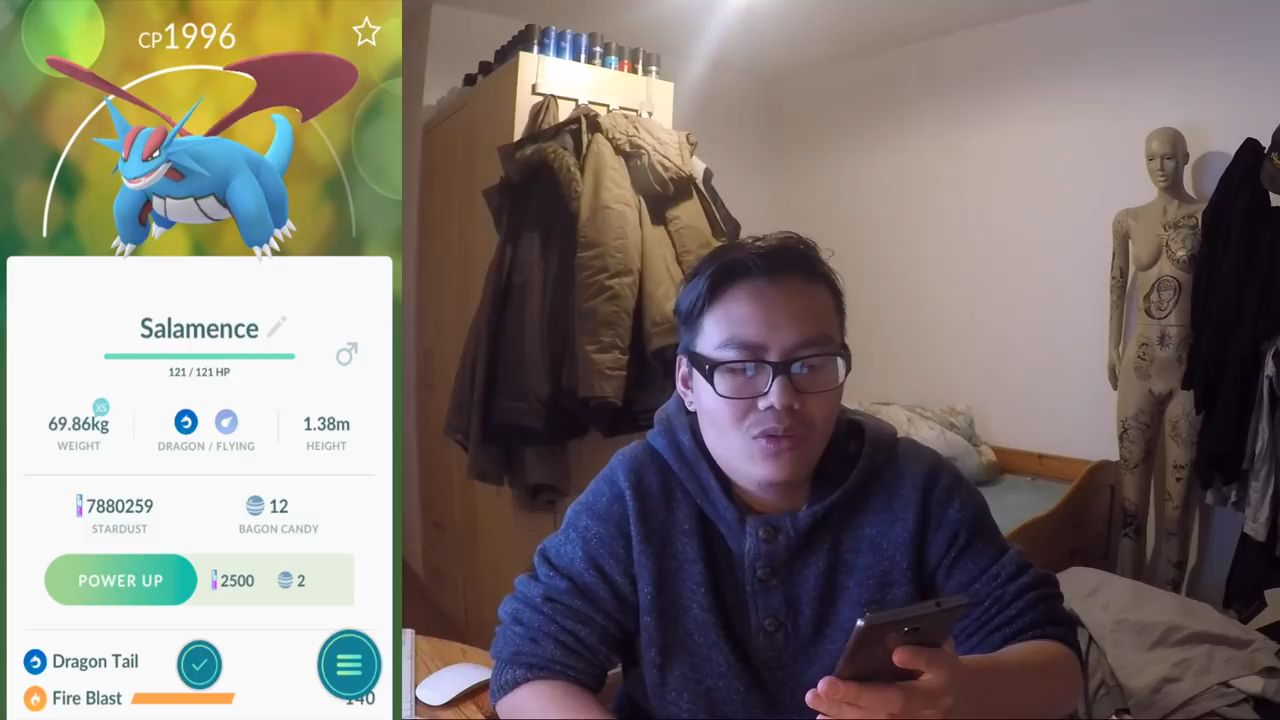 CP1996
Salamence
121 / 121 HP
XS
69.86kg
WEIGHT
DRAGON / FLYING
1.38m
HEIGHT
7880259
STARDUST
12
BAGON CANDY
POWER UP
2500
2
Dragon Tail
Fire Blast
140